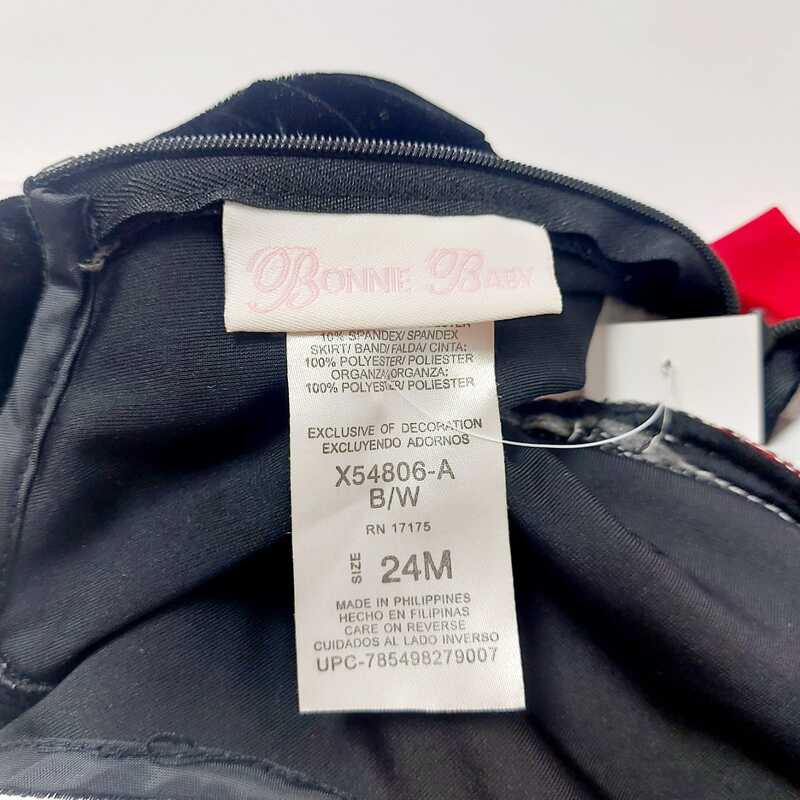 BONNIE BABY
10% SPANDEX/ SPANDEX
SKIRT/ BAND/FALDA/ CINTA:
100% POLYESTER/ POLIESTER
ORGANZA/ORGANZA:
100% POLYESTER/ POLIESTER
EXCLUSIVE OF DECORATION
EXCLUYENDO ADORNOS
X54806-A
B/W
RN 17175
SIZE 24M
MADE IN PHILIPPINES
HECHO EN FILIPINAS
CARE ON REVERSE
CUIDADOS AL LADO INVERSO
UPC-785498279007